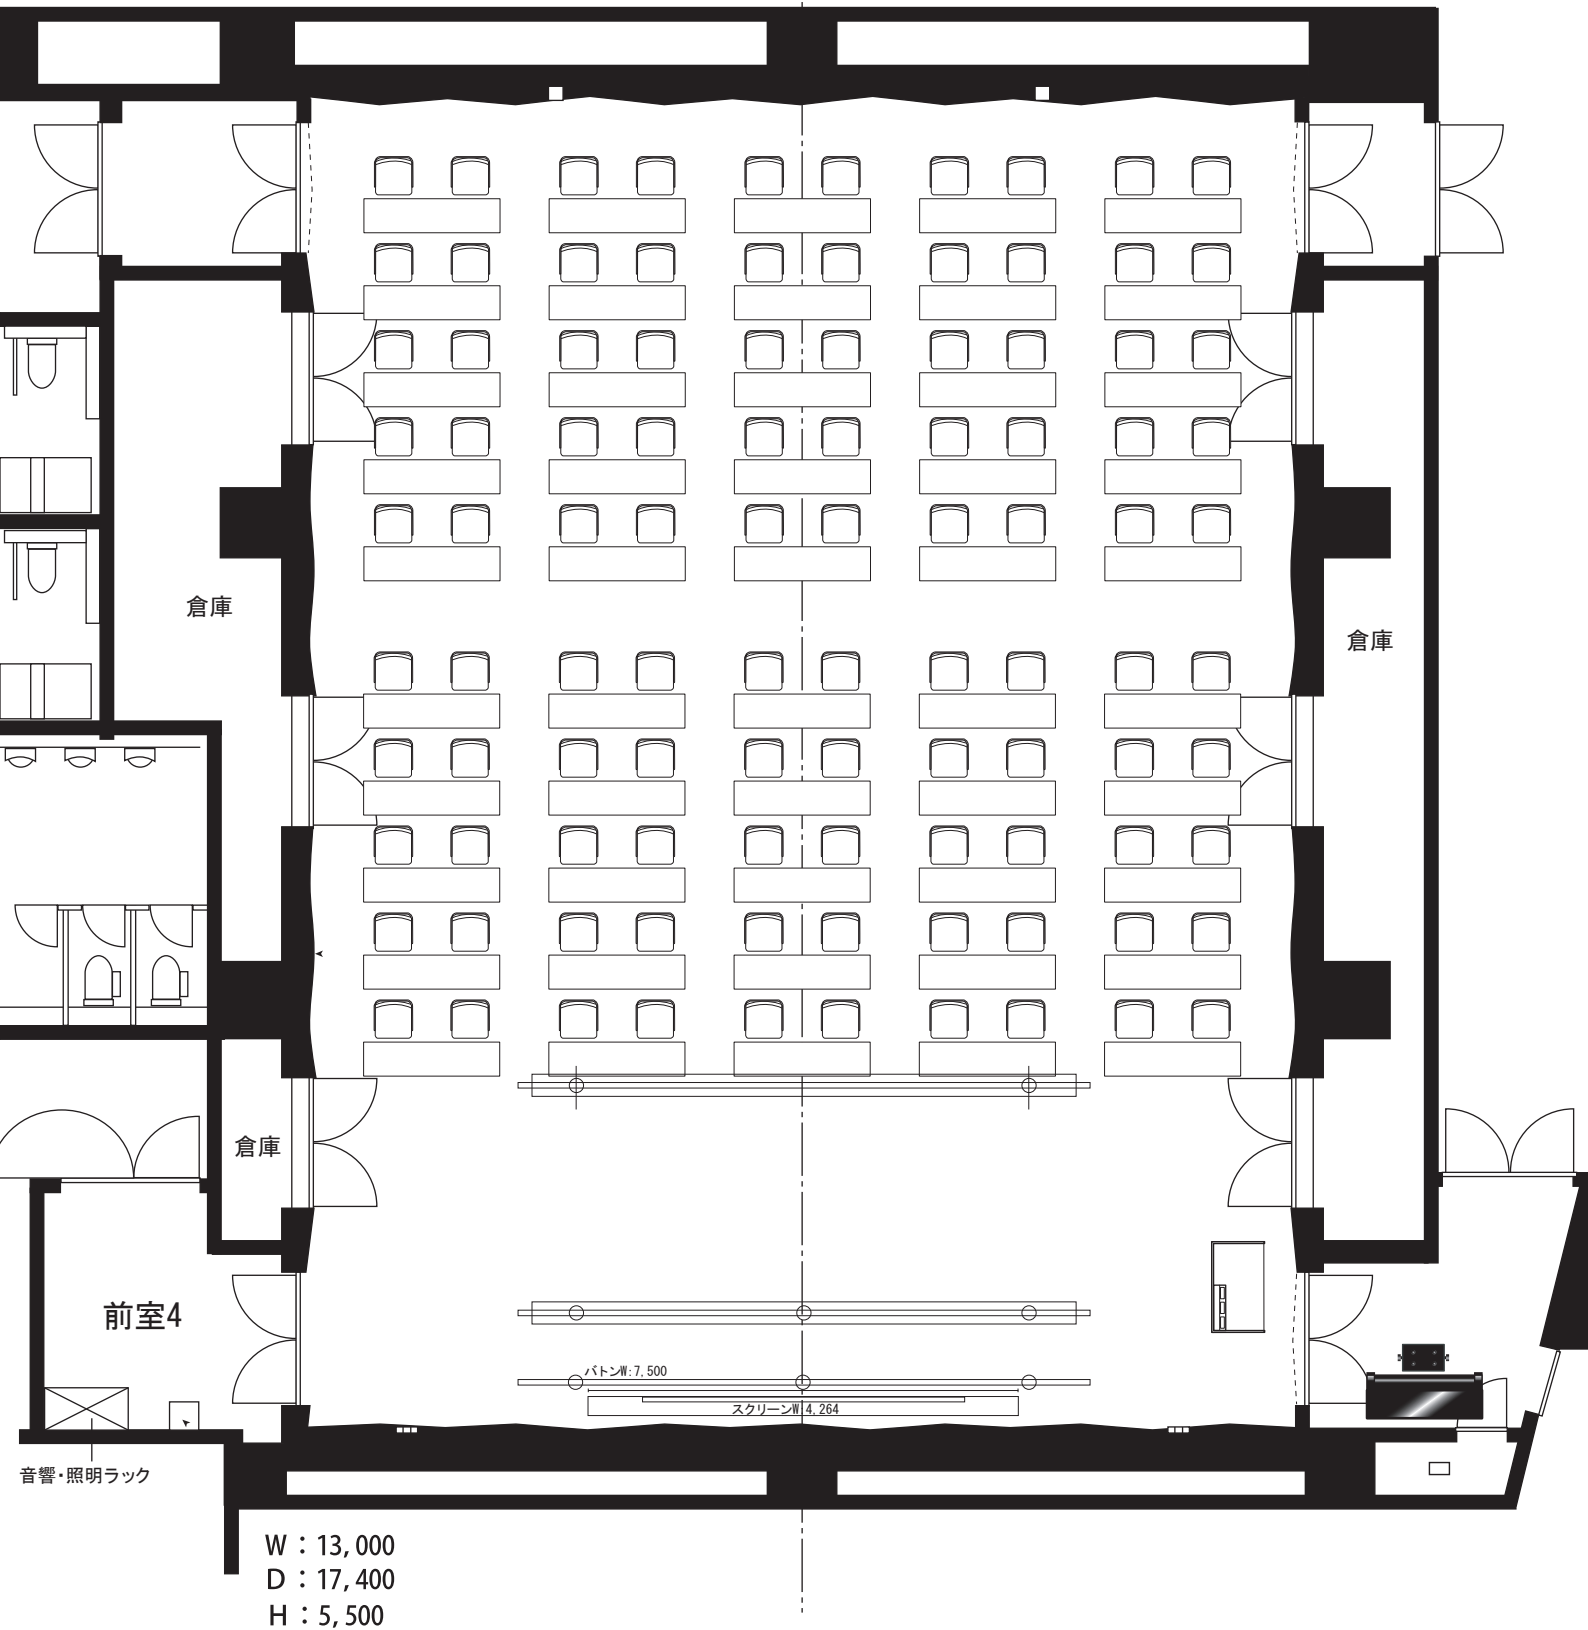 倉庫
倉庫
倉庫
前室4
バトンW:7,500
スクリーンW:4,264
音響・照明ラック
W：13,000
D：17,400
H：5,500